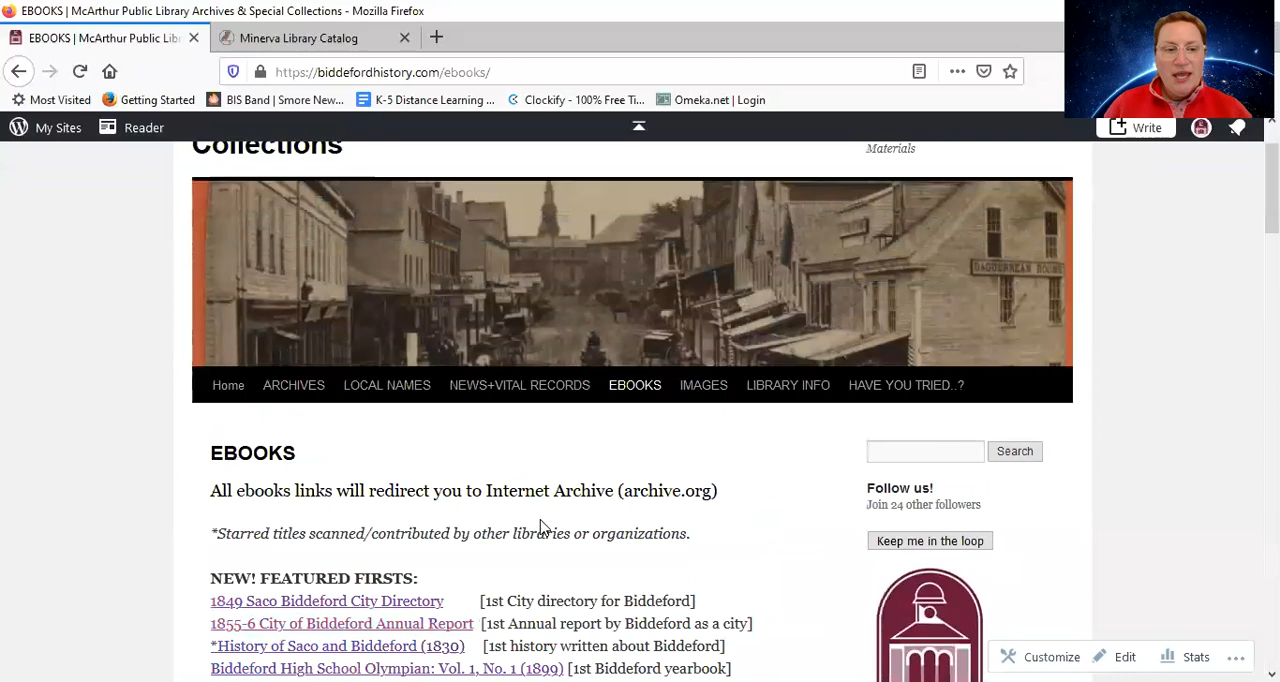 EBOOKS | McArthur Public Library Archives & Special Collections - Mozilla Firefox
EBOOKS | McArthur Public Libr
Minerva Library Catalog
https://biddefordhistory.com/ebooks/
Most Visited
Getting Started
BIS Band | Smore New...
K-5 Distance Learning ...
Clockify - 100% Free Ti...
Omeka.net | Login
My Sites
Reader
Write
Collections
Materials
DAGUERREAN ROOMS
Home
ARCHIVES
LOCAL NAMES
NEWS+VITAL RECORDS
EBOOKS
IMAGES
LIBRARY INFO
HAVE YOU TRIED..?
EBOOKS
Search
All ebooks links will redirect you to Internet Archive (archive.org)
Follow us!
Join 24 other followers
*Starred titles scanned/contributed by other libraries or organizations.
Keep me in the loop
NEW! FEATURED FIRSTS:
1849 Saco Biddeford City Directory [1st City directory for Biddeford]
1855-6 City of Biddeford Annual Report [1st Annual report by Biddeford as a city]
*History of Saco and Biddeford (1830) [1st history written about Biddeford]
Biddeford High School Olympian: Vol. 1, No. 1 (1899) [1st Biddeford yearbook]
Customize
Edit
Stats